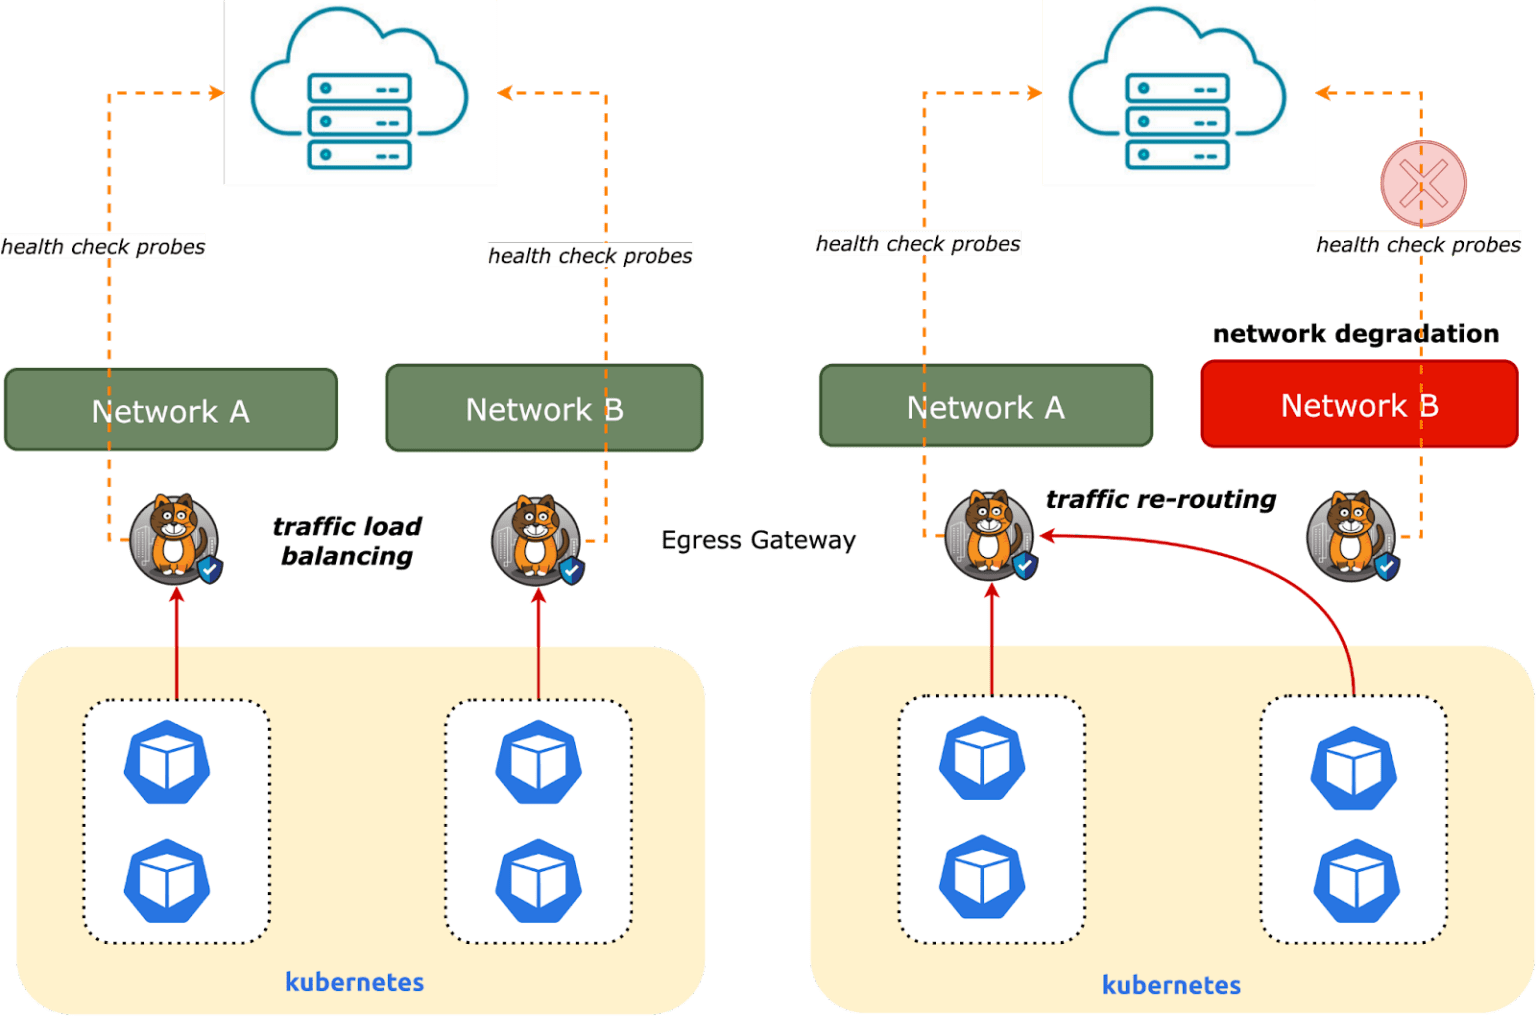 health check probes
health check probes
Network A
Network B
traffic load
balancing
Egress Gateway
kubernetes
health check probes
health check probes
network degradation
Network A
Network B
traffic re-routing
kubernetes